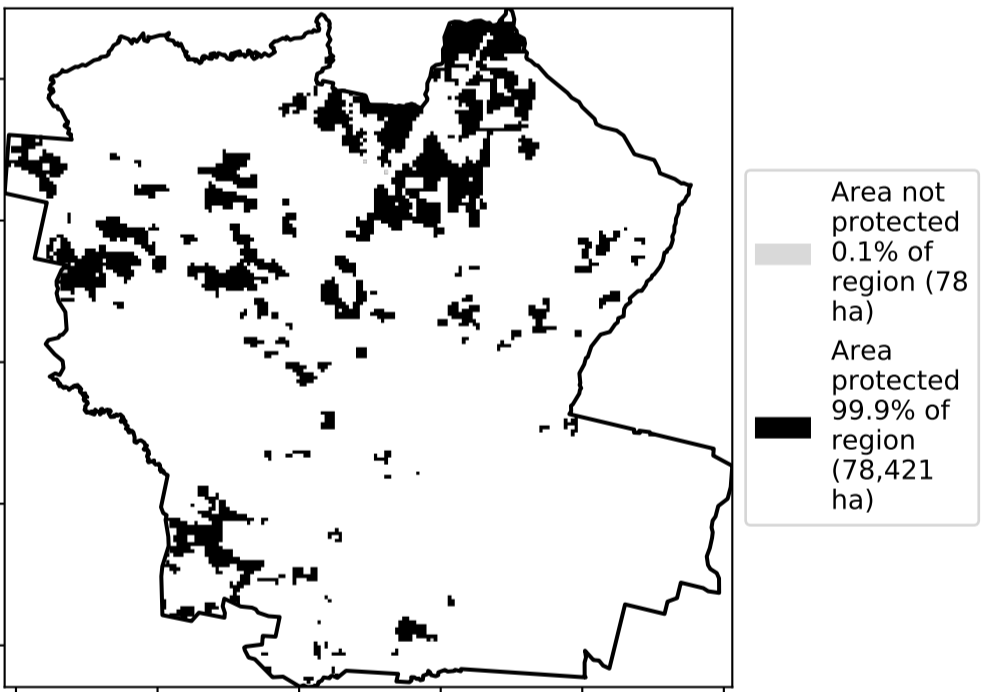 Area not
protected
0.1% of
region (78
ha)
Area
protected
99.9% of
region
(78,421
ha)